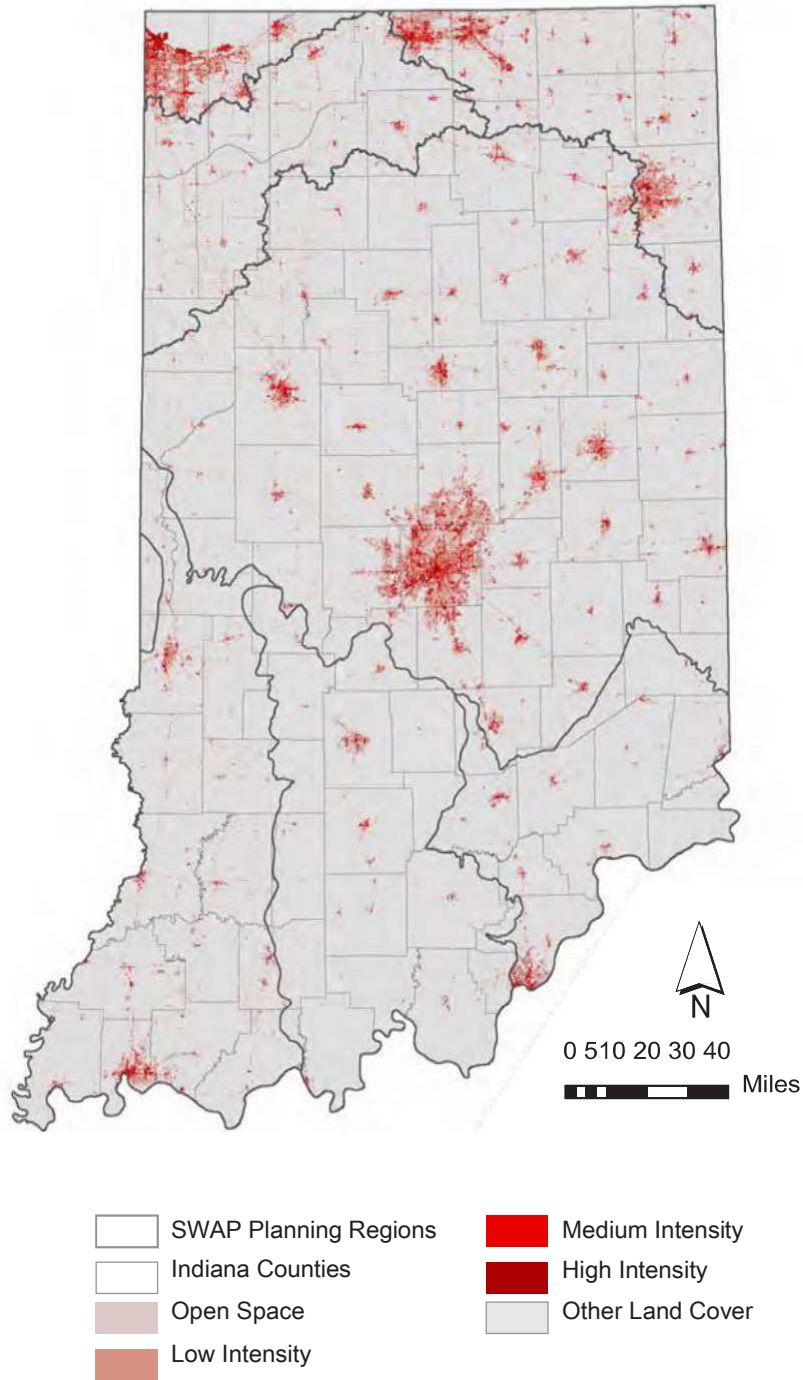 N
0 510 20 30 40
Miles
SWAP Planning Regions
Indiana Counties
Open Space
Low Intensity
Medium Intensity
High Intensity
Other Land Cover